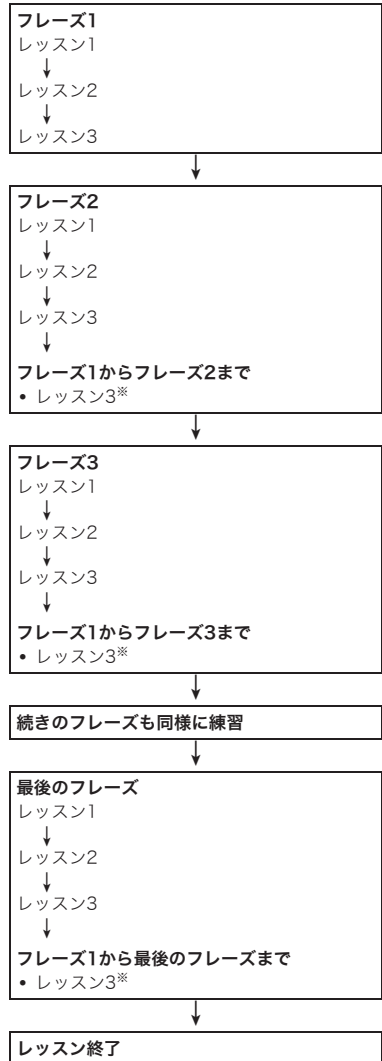 フレーズ1
レッスン1
↓
レッスン2
↓
レッスン3
↓
フレーズ2
レッスン1
↓
レッスン2
↓
レッスン3
↓
フレーズ1からフレーズ2まで
• レッスン3※
↓
フレーズ3
レッスン1
↓
レッスン2
↓
レッスン3
↓
フレーズ1からフレーズ3まで
• レッスン3※
↓
続きのフレーズも同様に練習
↓
最後のフレーズ
レッスン1
↓
レッスン2
↓
レッスン3
↓
フレーズ1から最後のフレーズまで
• レッスン3※
↓
レッスン終了